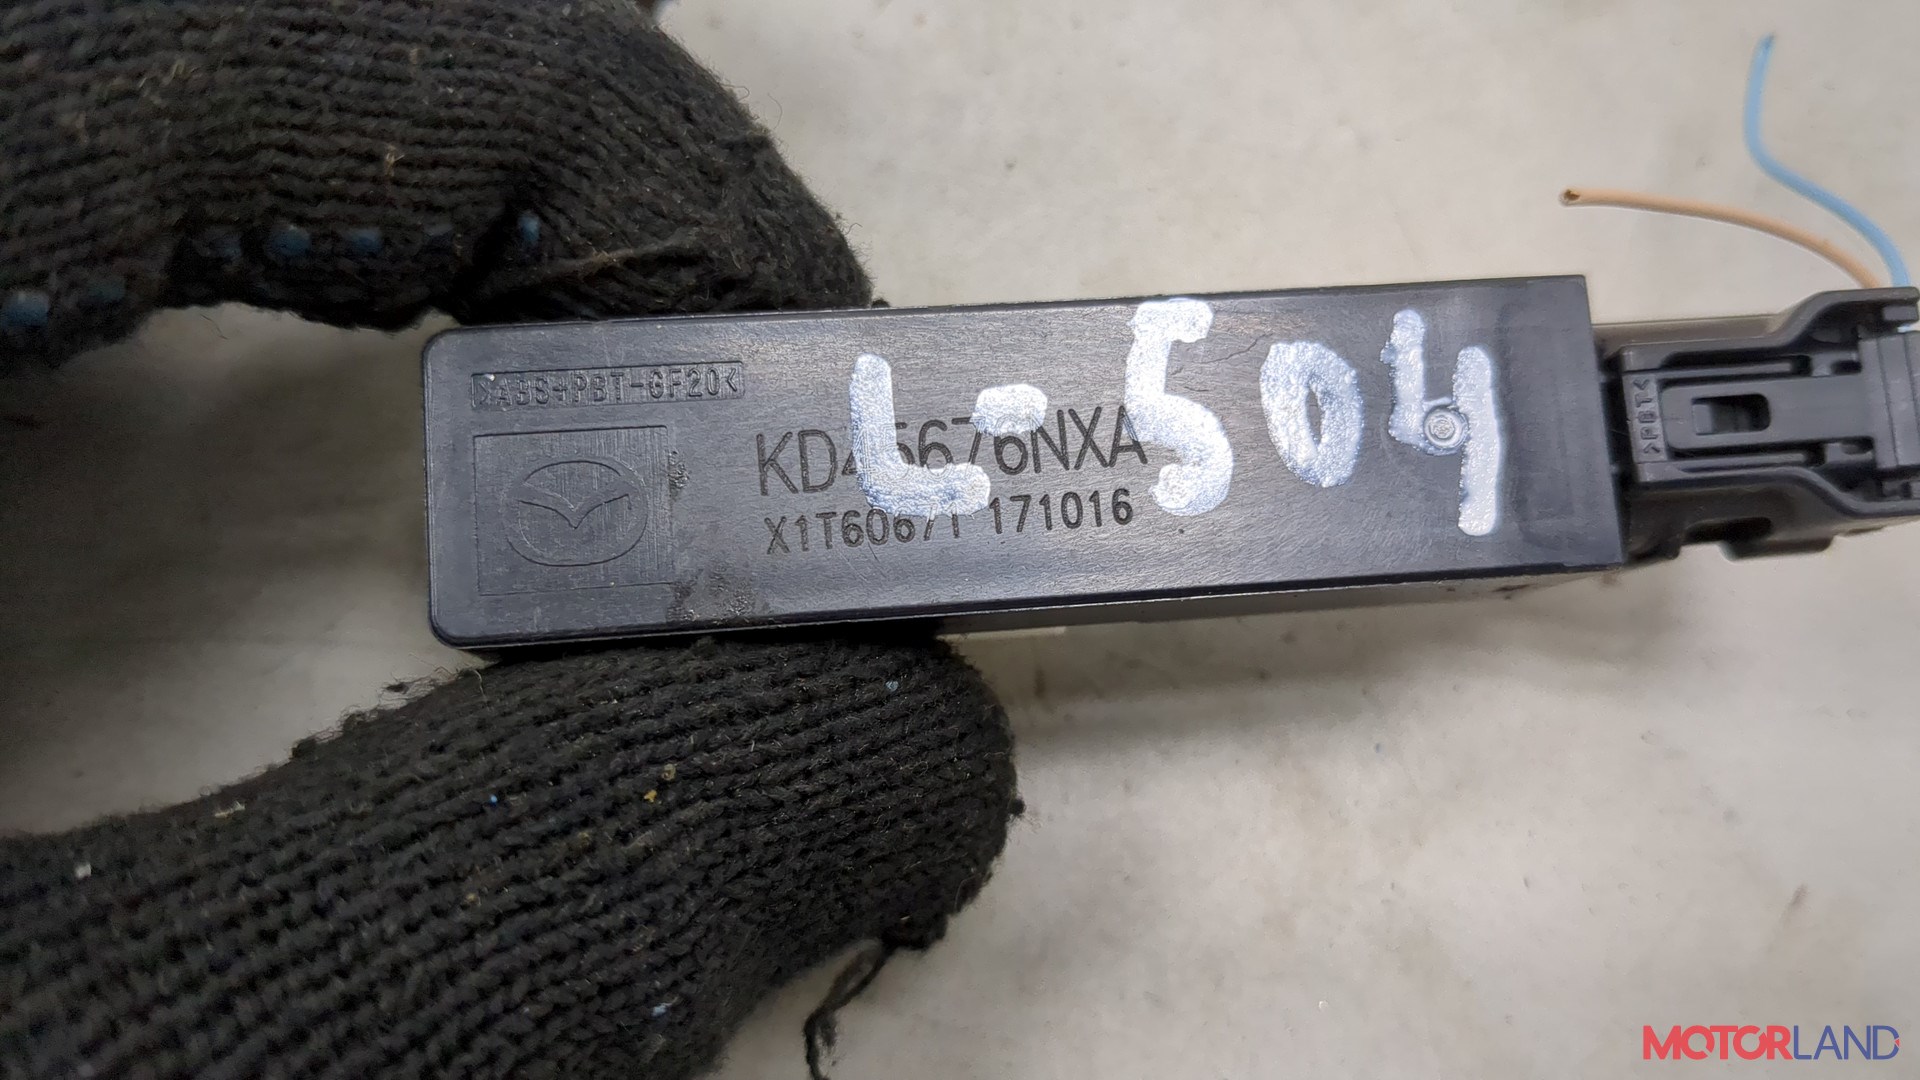 >ABS+PBT-GF20<
L-504
KD45676NXA
X1T60671 171016
>PBT<
MOTORLAND